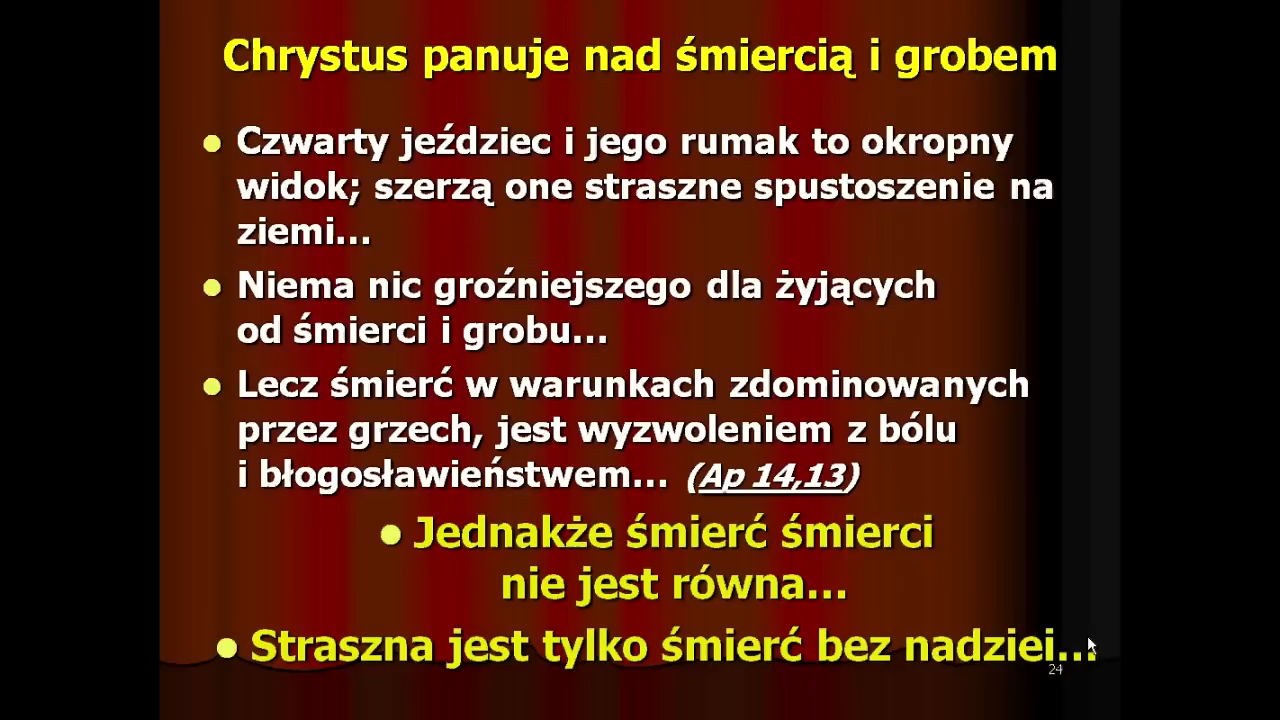 Chrystus panuje nad śmiercią i grobem
● Czwarty jeździec i jego rumak to okropny
widok; szerzą one straszne spustoszenie na
ziemi...
● Niema nic groźniejszego dla żyjących
od śmierci i grobu...
● Lecz śmierć w warunkach zdominowanych
przez grzech, jest wyzwoleniem z bólu
i błogosławieństwem... (Ap 14,13)
● Jednakże śmierć śmierci
nie jest równa...
● Straszna jest tylko śmierć bez nadziei...
24